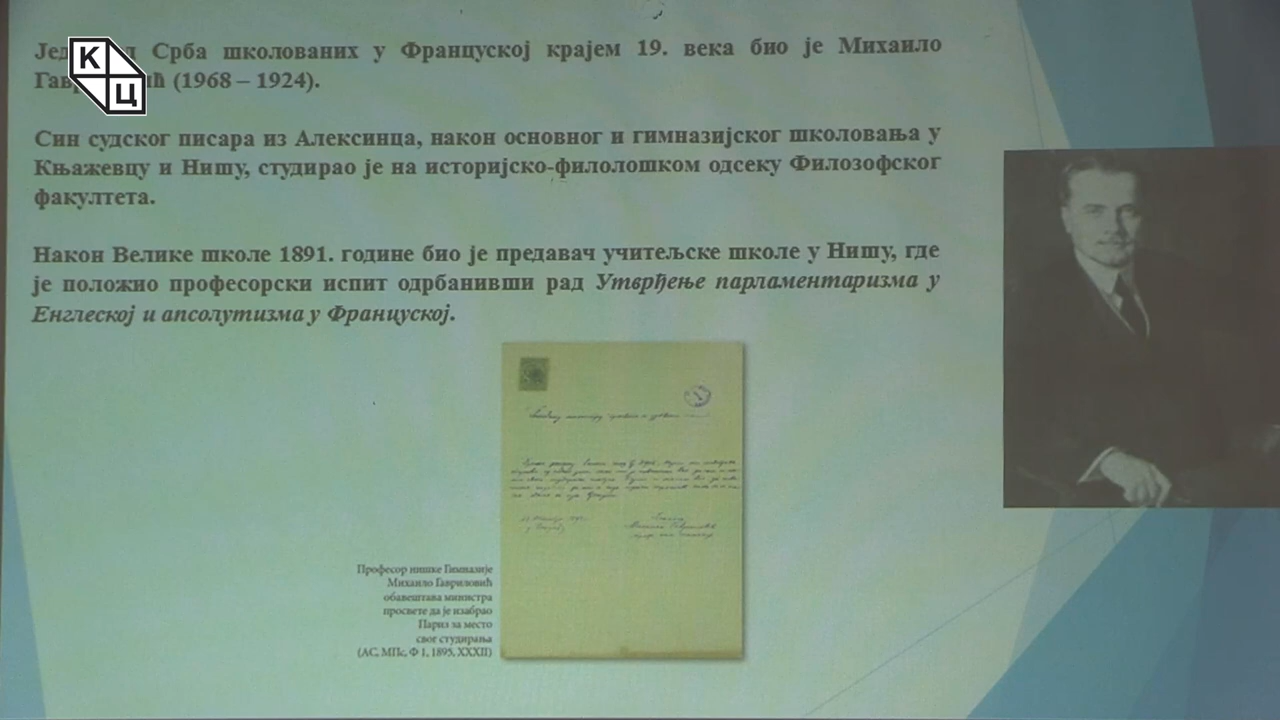 К
Ц
Срба школованих у Француској крајем 19. века био је Михаило
(1968 – 1924).
Син судског писара из Алексинца, након основног и гимназијског школовања у
Књажевцу и Нишу, студирао је на историјско-филолошком одсеку Филозофског
факултета.
Након Велике школе 1891. године био је предавач учитељске школе у Нишу, где
је положио професорски испит одрбанивши рад Утврђење парламентаризма у
Енглеској и апсолутизма у Француској.
Професор нишке Гимназије
Михаило Гавриловић
обавештава министра
просвете да је изабрао
Париз за место
свог студирања
(АС, МПс, Ф 1, 1895, XXXII)